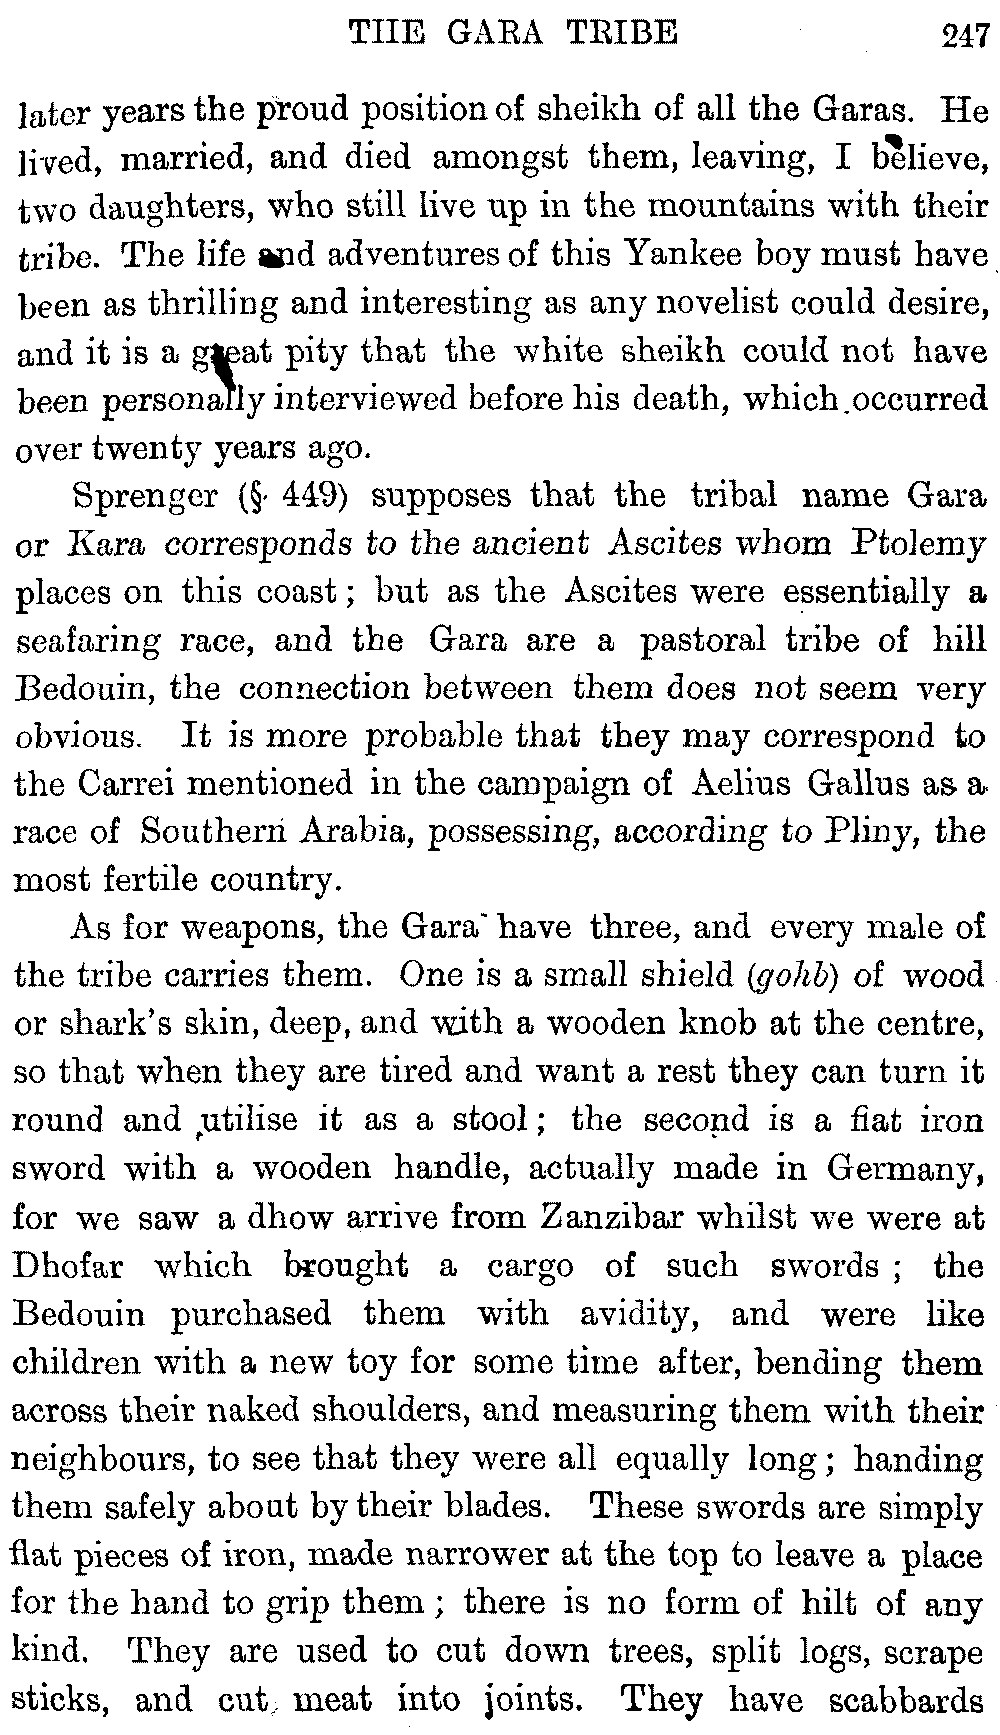 THE GARA TRIBE 247
later years the proud position of sheikh of all the Garas. He
lived, married, and died amongst them, leaving, I believe,
two daughters, who still live up in the mountains with their
tribe. The life and adventures of this Yankee boy must have
been as thrilling and interesting as any novelist could desire,
and it is a great pity that the white sheikh could not have
been personally interviewed before his death, which occurred
over twenty years ago.
Sprenger (§ 449) supposes that the tribal name Gara
or Kara corresponds to the ancient Ascites whom Ptolemy
places on this coast ; but as the Ascites were essentially a
seafaring race, and the Gara are a pastoral tribe of hill
Bedouin, the connection between them does not seem very
obvious. It is more probable that they may correspond to
the Carrei mentioned in the campaign of Aelius Gallus as a
race of Southern Arabia, possessing, according to Pliny, the
most fertile country.
As for weapons, the Gara have three, and every male of
the tribe carries them. One is a small shield (gohb) of wood
or shark's skin, deep, and with a wooden knob at the centre,
so that when they are tired and want a rest they can turn it
round and utilise it as a stool ; the second is a flat iron
sword with a wooden handle, actually made in Germany,
for we saw a dhow arrive from Zanzibar whilst we were at
Dhofar which brought a cargo of such swords ; the
Bedouin purchased them with avidity, and were like
children with a new toy for some time after, bending them
across their naked shoulders, and measuring them with their
neighbours, to see that they were all equally long ; handing
them safely about by their blades. These swords are simply
flat pieces of iron, made narrower at the top to leave a place
for the hand to grip them ; there is no form of hilt of any
kind. They are used to cut down trees, split logs, scrape
sticks, and cut meat into joints. They have scabbards